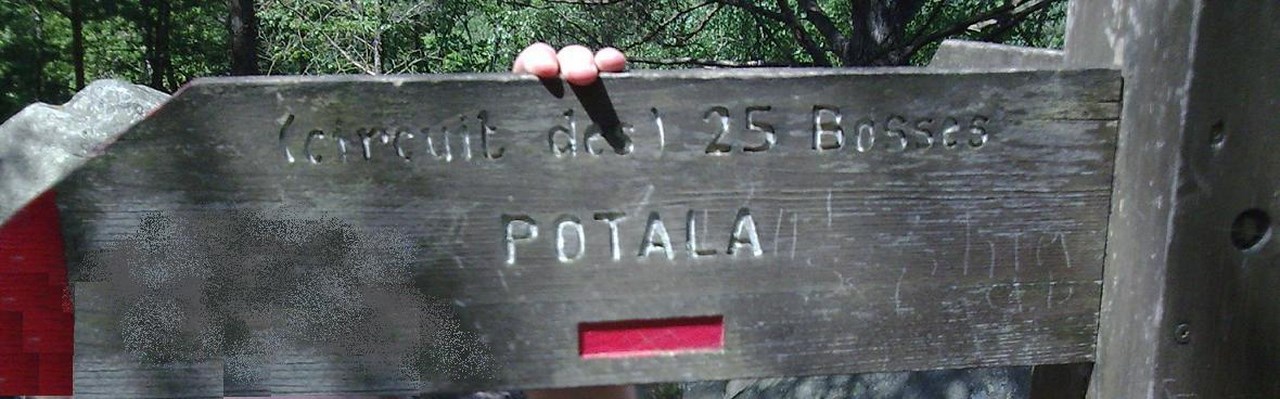 (circuit des) 25 Bosses
POTALA